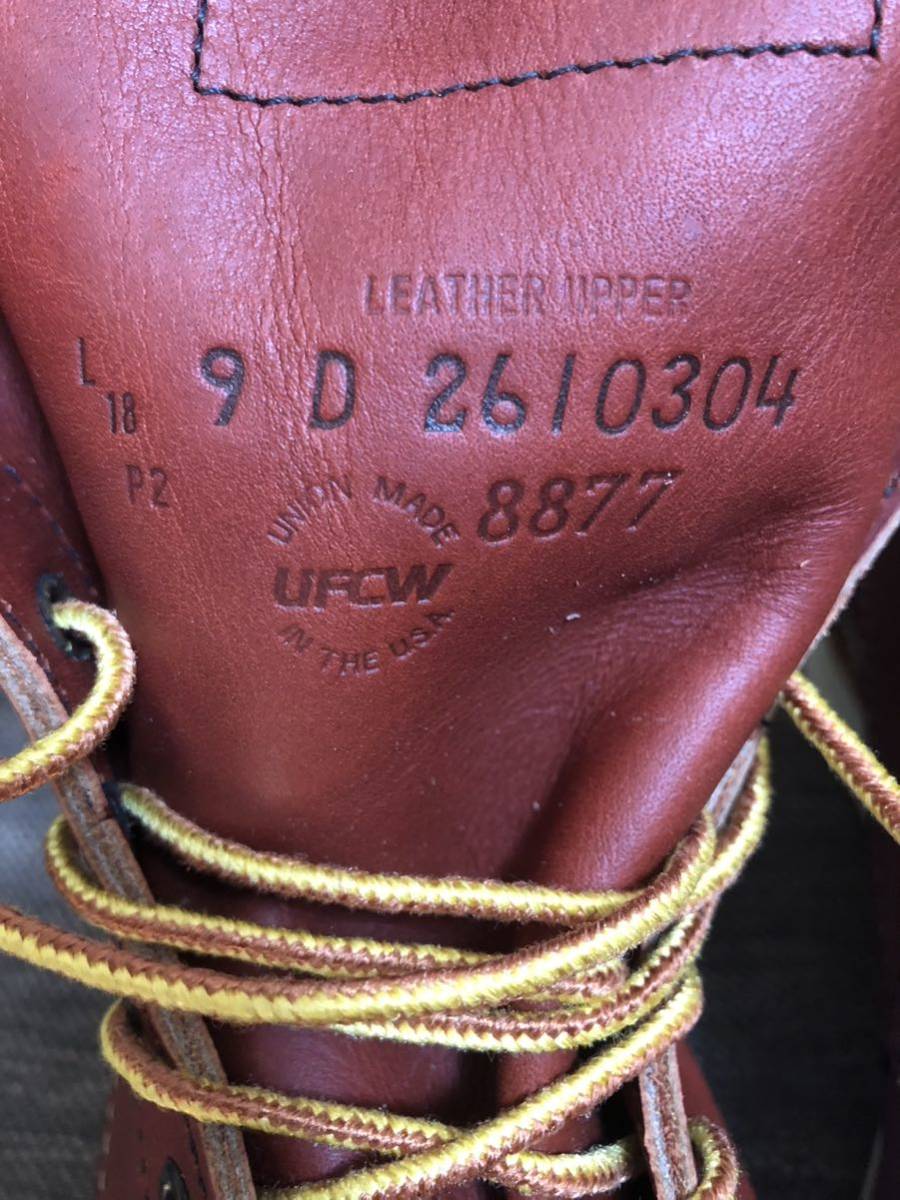 LEATHER UPPER
L 9 D 2610304
18
P2
8877
UNION MADE
UFCW
IN THE U.S.A.